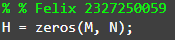 % % Felix 2327250059
H = zeros(M, N);